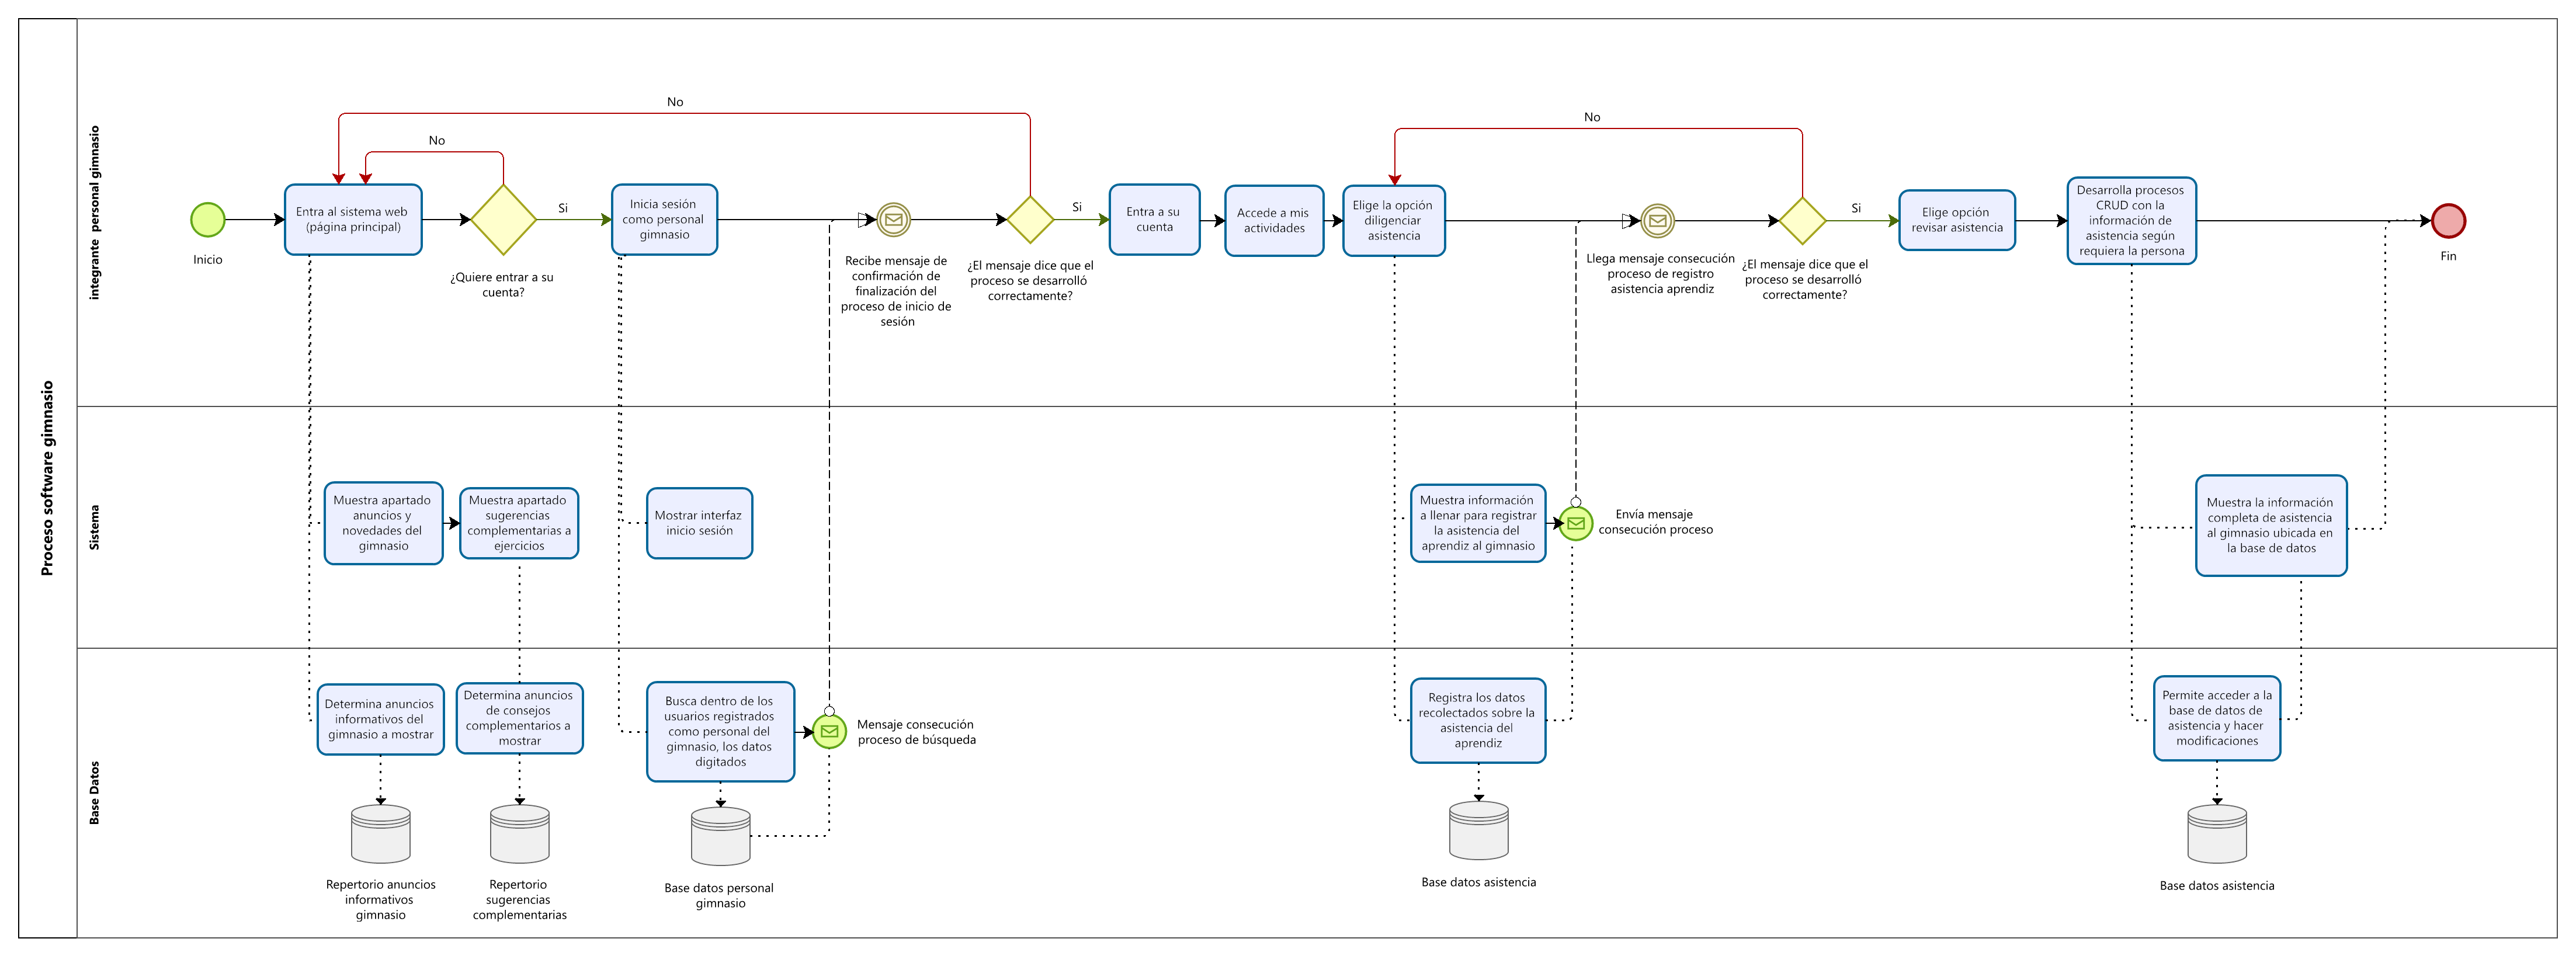 Proceso software gimnasio
integrante personal gimnasio
Inicio
Entra al sistema web
(página principal)
No
No
¿Quiere entrar a su
cuenta?
Si
Inicia sesión
como personal
gimnasio
Recibe mensaje de
confirmación de
finalización del
proceso de inicio de
sesión
¿El mensaje dice que el
proceso se desarrolló
correctamente?
Si
Entra a su
cuenta
Accede a mis
actividades
Elige la opción
diligenciar
asistencia
No
Llega mensaje consecución
proceso de registro
asistencia aprendiz
¿El mensaje dice que el
proceso se desarrolló
correctamente?
Si
Elige opción
revisar asistencia
Desarrolla procesos
CRUD con la
información de
asistencia según
requiera la persona
Fin
Sistema
Muestra apartado
anuncios y
novedades del
gimnasio
Muestra apartado
sugerencias
complementarias a
ejercicios
Mostrar interfaz
inicio sesión
Muestra información
a llenar para registrar
la asistencia del
aprendiz al gimnasio
Envía mensaje
consecución proceso
Muestra la información
completa de asistencia
al gimnasio ubicada en
la base de datos
Base Datos
Determina anuncios
informativos del
gimnasio a mostrar
Determina anuncios
de consejos
complementarios a
mostrar
Busca dentro de los
usuarios registrados
como personal del
gimnasio, los datos
digitados
Mensaje consecución
proceso de búsqueda
Registra los datos
recolectados sobre la
asistencia del
aprendiz
Permite acceder a la
base de datos de
asistencia y hacer
modificaciones
Repertorio anuncios
informativos
gimnasio
Repertorio
sugerencias
complementarias
Base datos personal
gimnasio
Base datos asistencia
Base datos asistencia